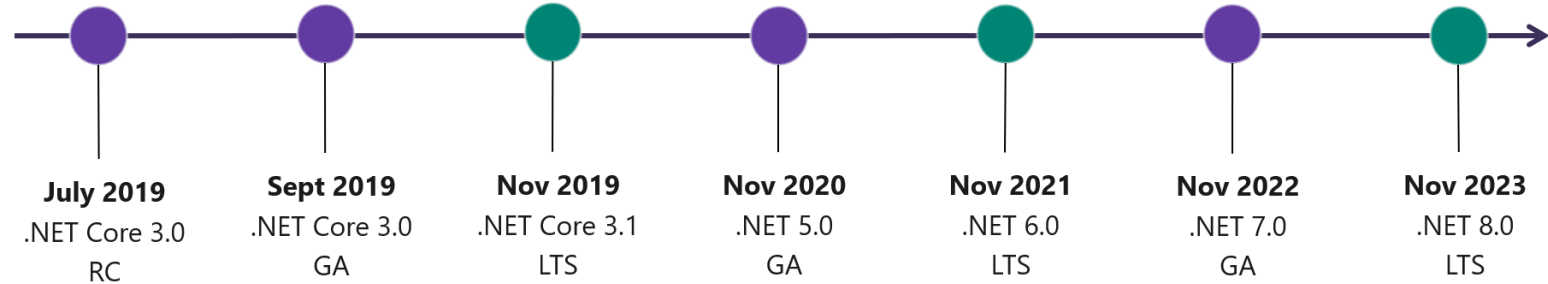 July 2019
.NET Core 3.0
RC
Sept 2019
.NET Core 3.0
GA
Nov 2019
.NET Core 3.1
LTS
Nov 2020
.NET 5.0
GA
Nov 2021
.NET 6.0
LTS
Nov 2022
.NET 7.0
GA
Nov 2023
.NET 8.0
LTS